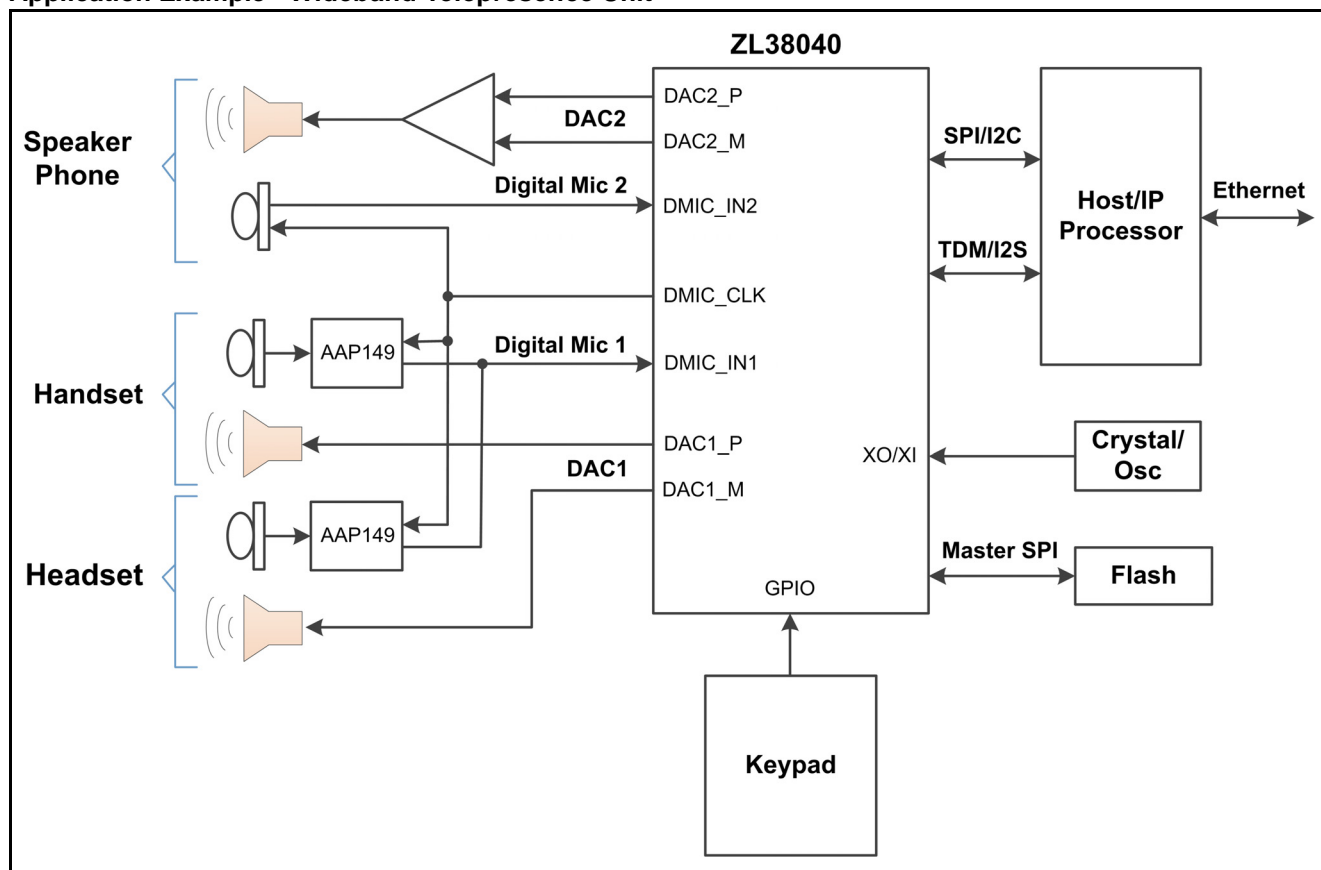 Application Example - Wideband Telepresence Unit
ZL38040
Speaker
Phone
DAC2
DAC2_P
DAC2_M
Digital Mic 2
DMIC_IN2
DMIC_CLK
SPI/I2C
TDM/I2S
Host/IP
Processor
Ethernet
Handset
AAP149
Digital Mic 1
DMIC_IN1
DAC1_P
DAC1
DAC1_M
XO/XI
Crystal/
Osc
Headset
AAP149
Master SPI
Flash
GPIO
Keypad